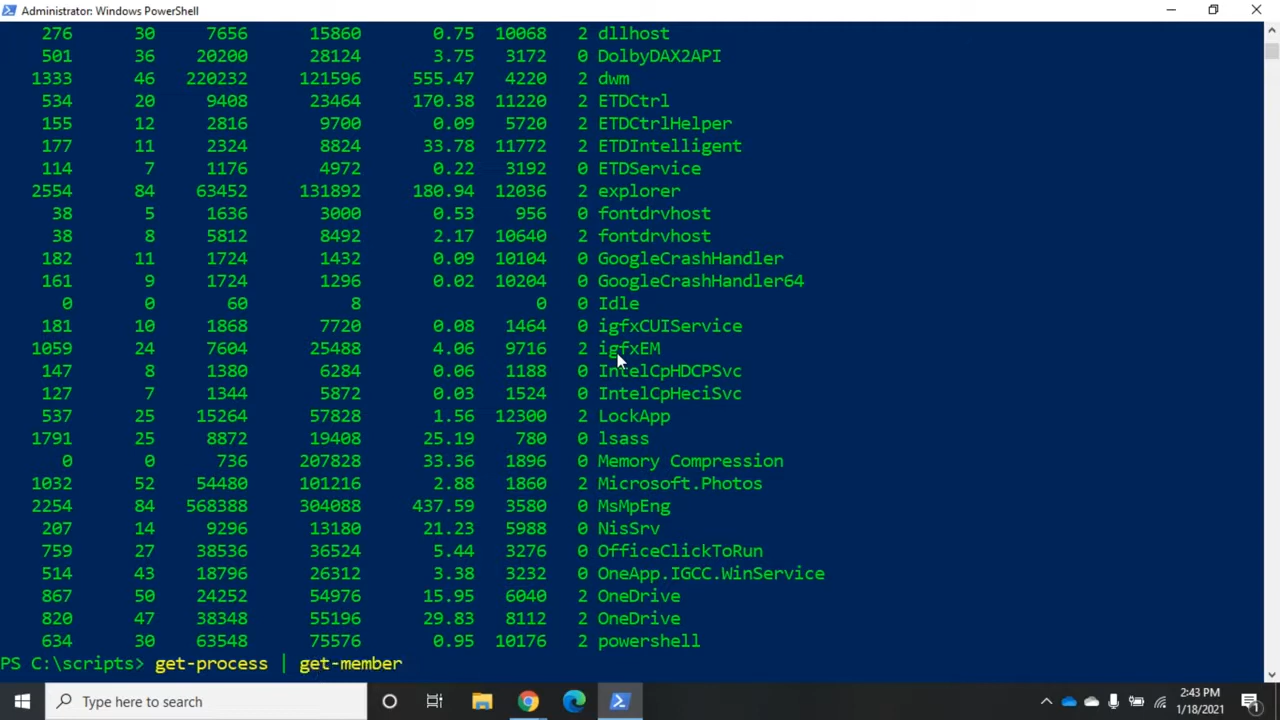 Administrator: Windows PowerShell
276 30 7656 15860 0.75 10068 2 dllhost
501 36 20200 28124 3.75 3172 0 DolbyDAX2API
1333 46 220232 121596 555.47 4220 2 dwm
534 20 9408 23464 170.38 11220 2 ETDCtrl
155 12 2816 9700 0.09 5720 2 ETDCtrlHelper
177 11 2324 8824 33.78 11772 2 ETDIntelligent
114 7 1176 4972 0.22 3192 0 ETDService
2554 84 63452 131892 180.94 12036 2 explorer
38 5 1636 3000 0.53 956 0 fontdrvhost
38 8 5812 8492 2.17 10640 2 fontdrvhost
182 11 1724 1432 0.09 10104 0 GoogleCrashHandler
161 9 1724 1296 0.02 10204 0 GoogleCrashHandler64
0 0 60 8 0 0 Idle
181 10 1868 7720 0.08 1464 0 igfxCUIService
1059 24 7604 25488 4.06 9716 2 igfxEM
147 8 1380 6284 0.06 1188 0 IntelCpHDCPSvc
127 7 1344 5872 0.03 1524 0 IntelCpHeciSvc
537 25 15264 57828 1.56 12300 2 LockApp
1791 25 8872 19408 25.19 780 0 lsass
0 0 736 207828 33.36 1896 0 Memory Compression
1032 52 54480 101216 2.88 1860 2 Microsoft.Photos
2254 84 568388 304088 437.59 3580 0 MsMpEng
207 14 9296 13180 21.23 5988 0 NisSrv
759 27 38536 36524 5.44 3276 0 OfficeClickToRun
514 43 18796 26312 3.38 3232 0 OneApp.IGCC.WinService
867 50 24252 54976 15.95 6040 2 OneDrive
820 47 38348 55196 29.83 8112 2 OneDrive
634 30 63548 75576 0.95 10176 2 powershell
PS C:\scripts> get-process | get-member
Type here to search
2:43 PM
1/18/2021
1